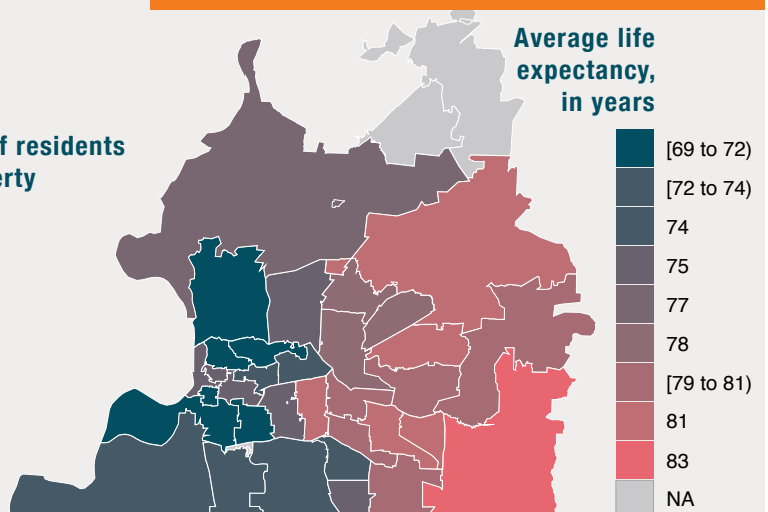 Average life
expectancy,
in years
f residents
erty
[69 to 72)
[72 to 74)
74
75
77
78
[79 to 81)
81
83
NA